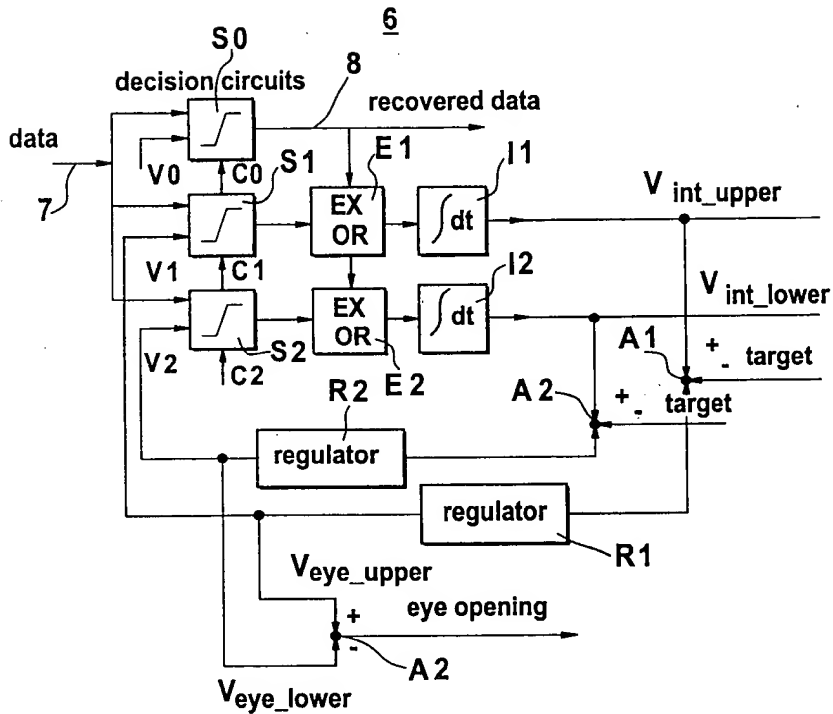 6
S0
decision circuits
8
recovered data
data
7
V0
C0
S1
E1
I1
EX
OR
∫ dt
V int_upper
V1
C1
I2
EX
OR
∫ dt
V int_lower
V2
C2
S2
E2
A1
+
-
target
R2
A2
+
-
target
regulator
regulator
R1
Veye_upper
+
-
eye opening
A2
Veye_lower